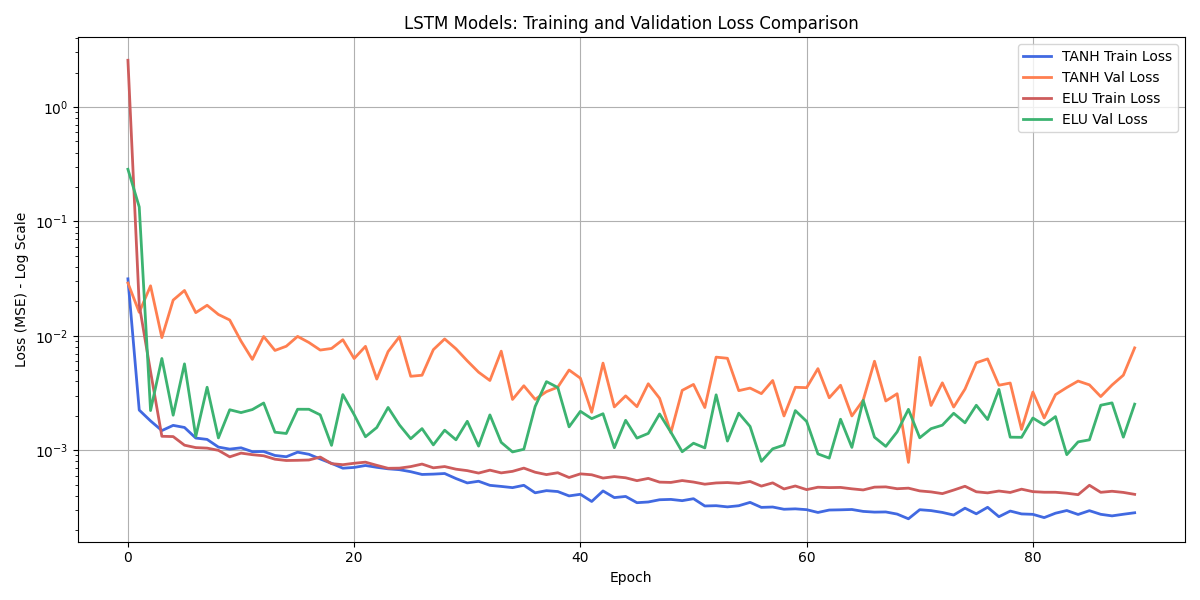 LSTM Models: Training and Validation Loss Comparison
TANH Train Loss
TANH Val Loss
ELU Train Loss
ELU Val Loss
Loss (MSE) - Log Scale
10⁰
10⁻¹
10⁻²
10⁻³
0 20 40 60 80
Epoch